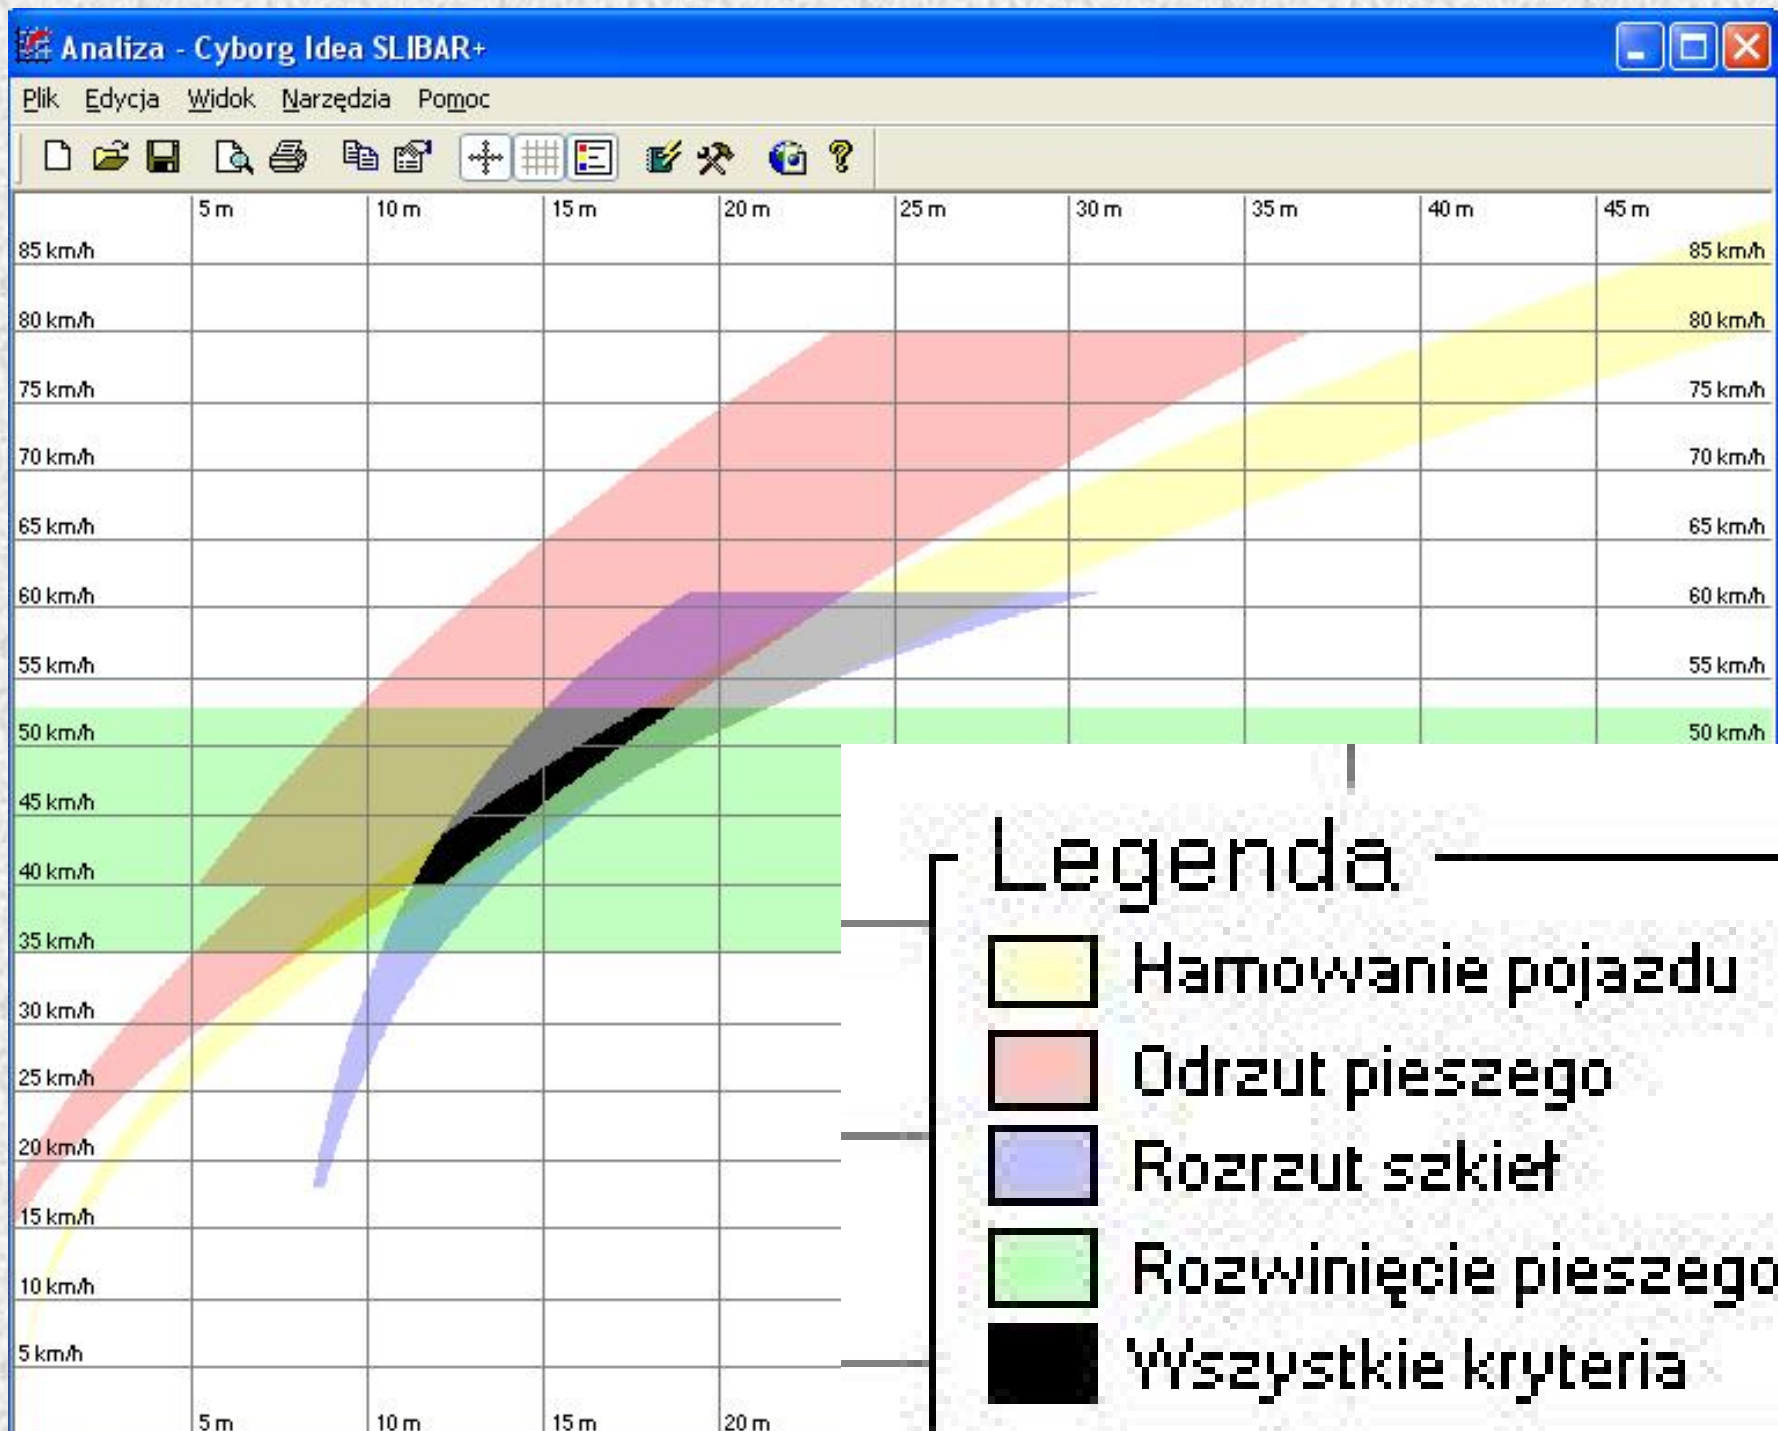 Analiza - Cyborg Idea SLIBAR+
Plik Edycja Widok Narzędzia Pomoc
5 m 10 m 15 m 20 m 25 m 30 m 35 m 40 m 45 m
85 km/h 85 km/h
80 km/h 80 km/h
75 km/h 75 km/h
70 km/h 70 km/h
65 km/h 65 km/h
60 km/h 60 km/h
55 km/h 55 km/h
50 km/h 50 km/h
45 km/h
40 km/h
35 km/h
30 km/h
25 km/h
20 km/h
15 km/h
10 km/h
5 km/h
5 m 10 m 15 m 20 m
Legenda
Hamowanie pojazdu
Odrzut pieszego
Rozrzut szkieł
Rozwinięcie pieszego
Wszystkie kryteria